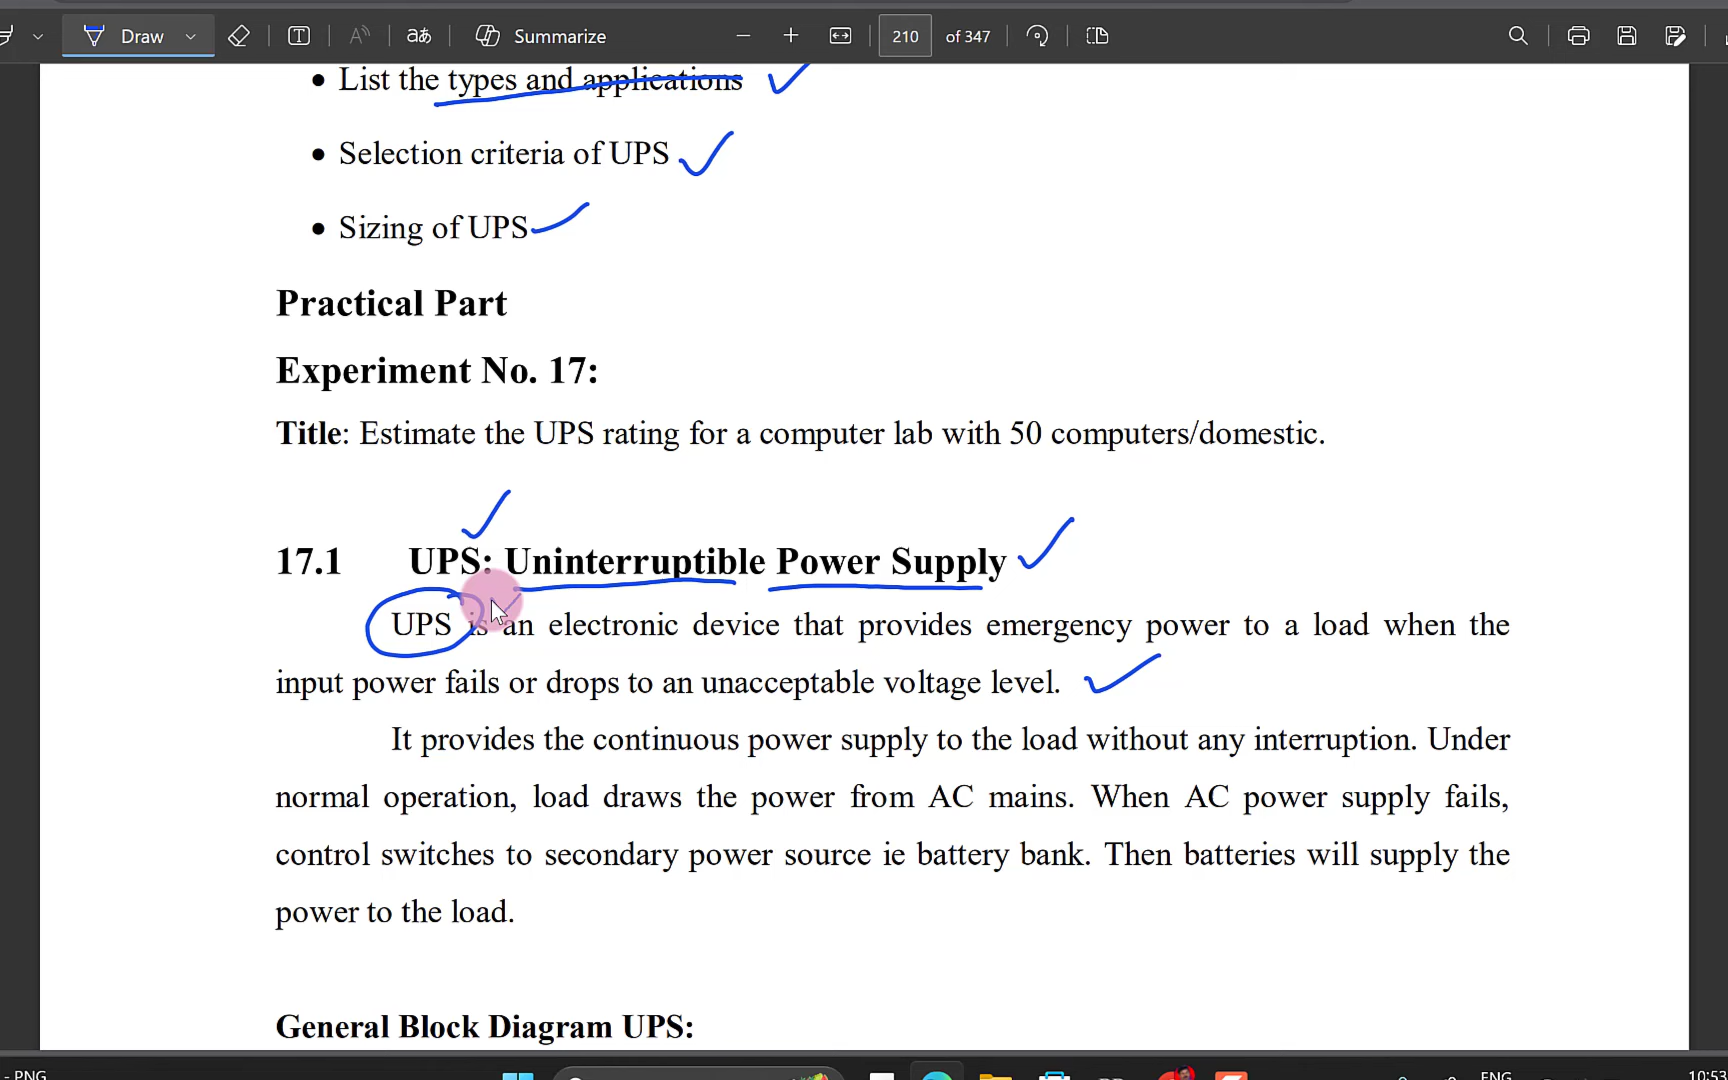 Draw
aあ
Summarize
210 of 347
• List the types and applications
• Selection criteria of UPS
• Sizing of UPS
Practical Part
Experiment No. 17:
Title: Estimate the UPS rating for a computer lab with 50 computers/domestic.
17.1 UPS: Uninterruptible Power Supply
UPS is an electronic device that provides emergency power to a load when the
input power fails or drops to an unacceptable voltage level.
It provides the continuous power supply to the load without any interruption. Under
normal operation, load draws the power from AC mains. When AC power supply fails,
control switches to secondary power source ie battery bank. Then batteries will supply the
power to the load.
General Block Diagram UPS:
- PNG
ENG
10:53